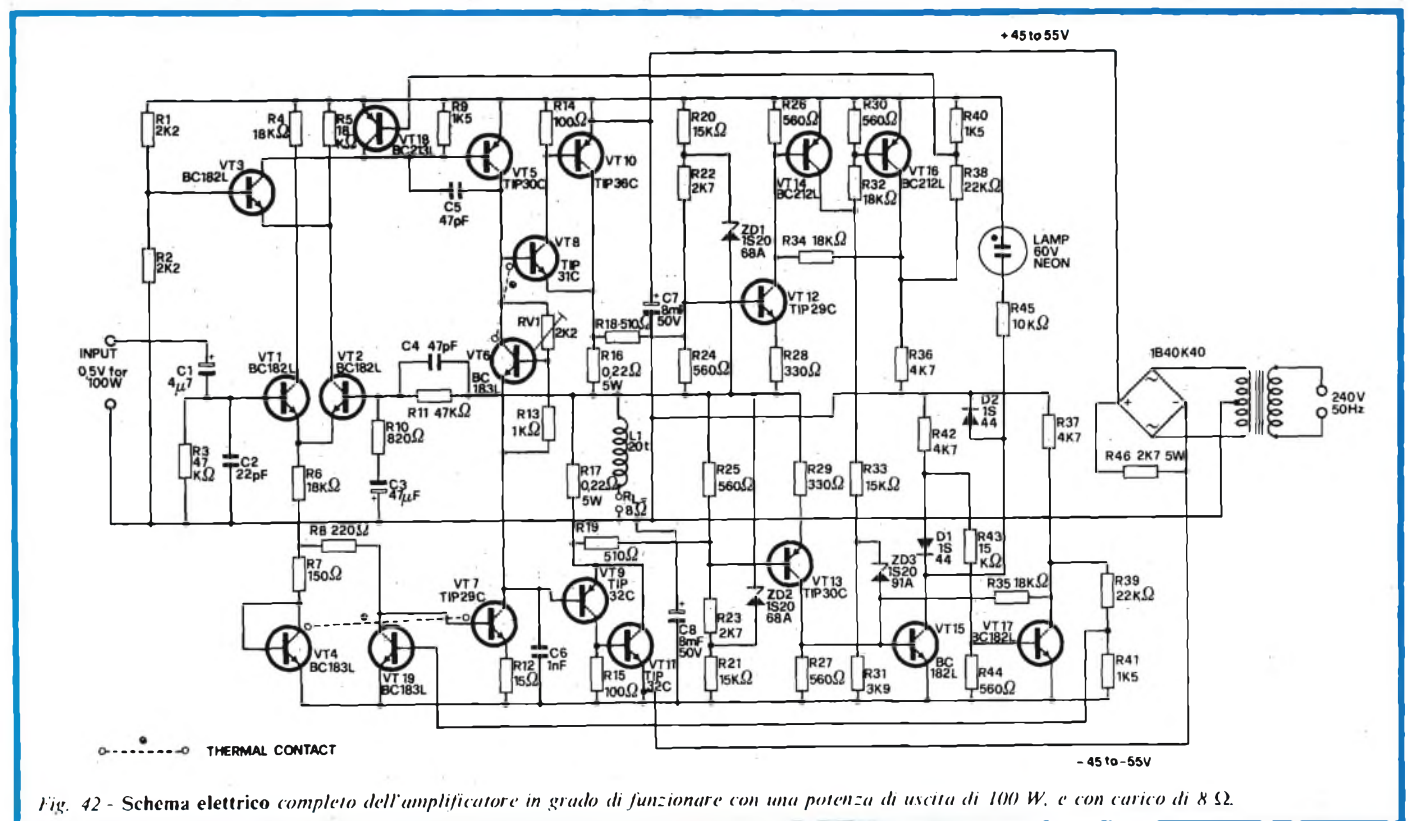 +45 to 55V
R1
2K2
R4
18KΩ
R5
18
KΩ
VT18
BC213L
R9
1K5
R14
100Ω
VT 10
TIP36C
R20
15KΩ
R26
560Ω
R30
560Ω
R40
1K5
VT3
BC182L
VT5
TIP30C
R22
2K7
VT14
BC212L
VT16
BC212L
R32
18KΩ
R38
22KΩ
C5
47pF
ZD1
1S20
68A
R34 18KΩ
LAMP
60V
NEON
R2
2K2
VT8
TIP
31C
C7
8mF
50V
VT12
TIP29C
R45
10KΩ
RV1
2K2
R18-510Ω
INPUT
0,5V for
100W
C1
4µ7
VT1
BC182L
VT2
BC182L
C4 47pF
VT6
BC
183L
R16
0,22Ω
5W
R24
560Ω
R28
330Ω
R36
4K7
1B40K40
R11 47KΩ
D2
1S
44
240V
50Hz
R3
47
KΩ
C2
22pF
R10
820Ω
R13
1KΩ
L1
20t
R42
4K7
R37
4K7
R46 2K7 5W
R6
18KΩ
C3
47µF
R17
0,22Ω
5W
RL
8Ω
R25
560Ω
R29
330Ω
R33
15KΩ
R8 220Ω
R19
510Ω
D1
1S
44
R43
15
KΩ
R7
150Ω
VT7
TIP29C
VT9
TIP
32C
ZD2
1S20
68A
VT13
TIP30C
ZD3
1S20
91A
R35 18KΩ
R39
22KΩ
VT4
BC183L
VT19
BC183L
R12
15Ω
C6
1nF
R15
100Ω
VT11
TIP
32C
C8
8mF
50V
R23
2K7
R21
15KΩ
R27
560Ω
R31
3K9
VT15
BC
182L
VT17
BC182L
R44
560Ω
R41
1K5
THERMAL CONTACT
-45 to -55V
Fig. 42 - Schema elettrico completo dell'amplificatore in grado di funzionare con una potenza di uscita di 100 W, e con carico di 8 Ω.